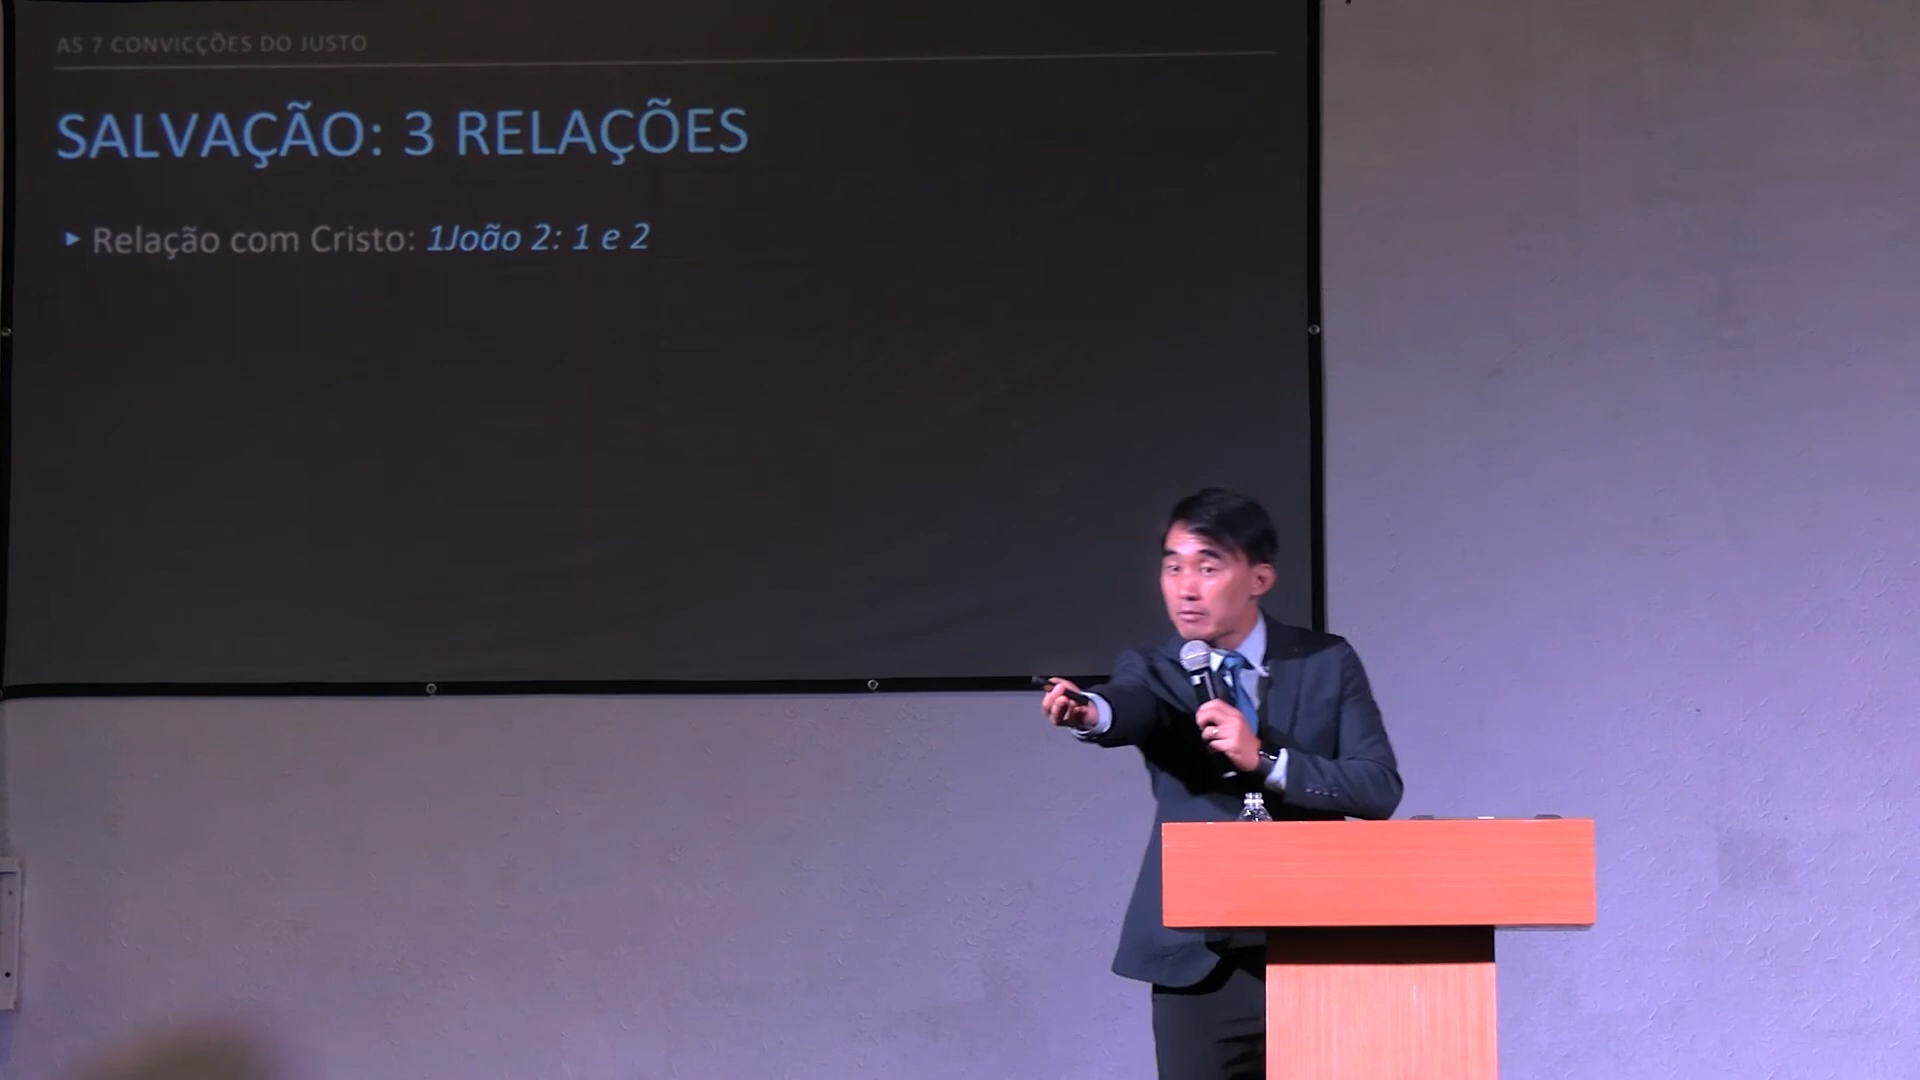 AS 7 CONVICÇÕES DO JUSTO
SALVAÇÃO: 3 RELAÇÕES
▸ Relação com Cristo: 1João 2: 1 e 2